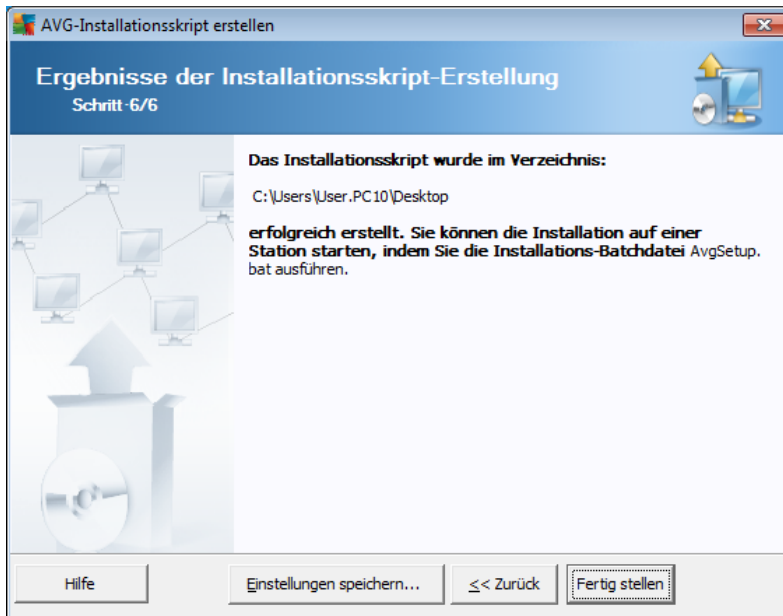 AVG-Installationsskript erstellen
Ergebnisse der Installationsskript-Erstellung
Schritt-6/6
Das Installationsskript wurde im Verzeichnis:
C:\Users\User.PC10\Desktop
erfolgreich erstellt. Sie können die Installation auf einer
Station starten, indem Sie die Installations-Batchdatei AvgSetup.
bat ausführen.
Hilfe
Einstellungen speichern...
<< Zurück
Fertig stellen